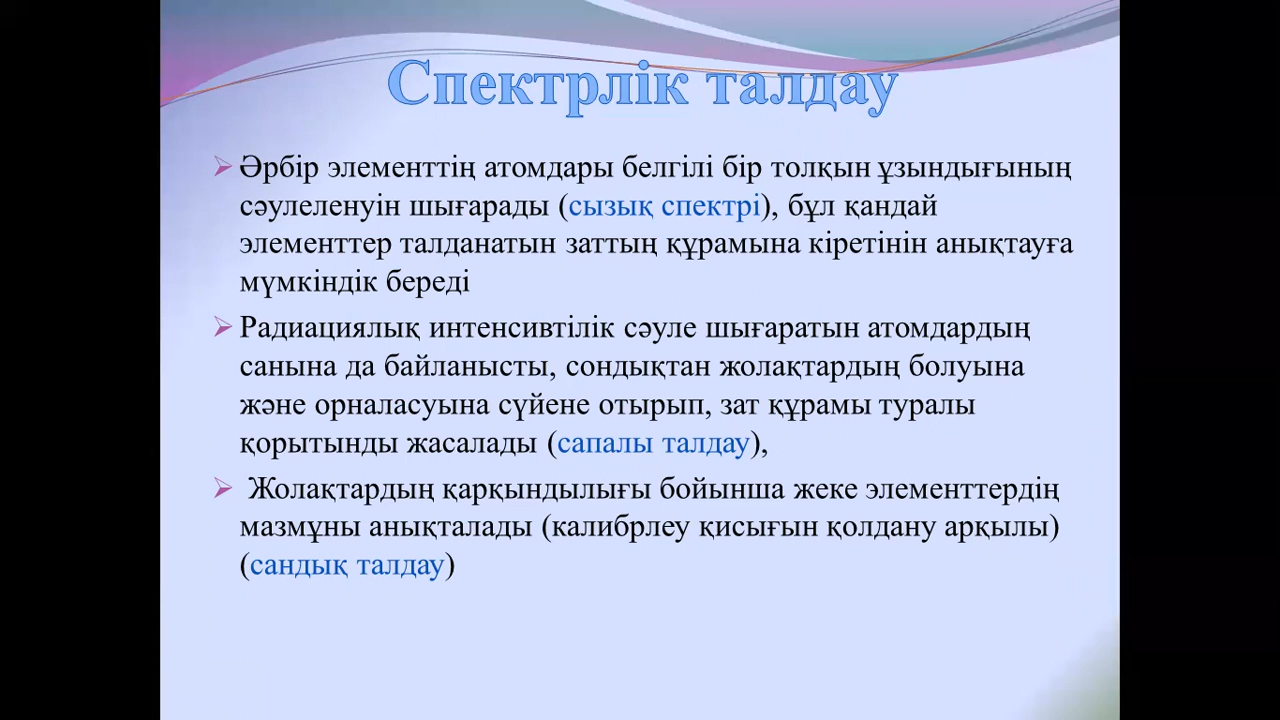 Спектрлік талдау
➢ Әрбір элементтің атомдары белгілі бір толқын ұзындығының
сәулеленуін шығарады (сызық спектрі), бұл қандай
элементтер талданатын заттың құрамына кіретінін анықтауға
мүмкіндік береді
➢ Радиациялық интенсивтілік сәуле шығаратын атомдардың
санына да байланысты, сондықтан жолақтардың болуына
және орналасуына сүйене отырып, зат құрамы туралы
қорытынды жасалады (сапалы талдау),
➢ Жолақтардың қарқындылығы бойынша жеке элементтердің
мазмұны анықталады (калибрлеу қисығын қолдану арқылы)
(сандық талдау)